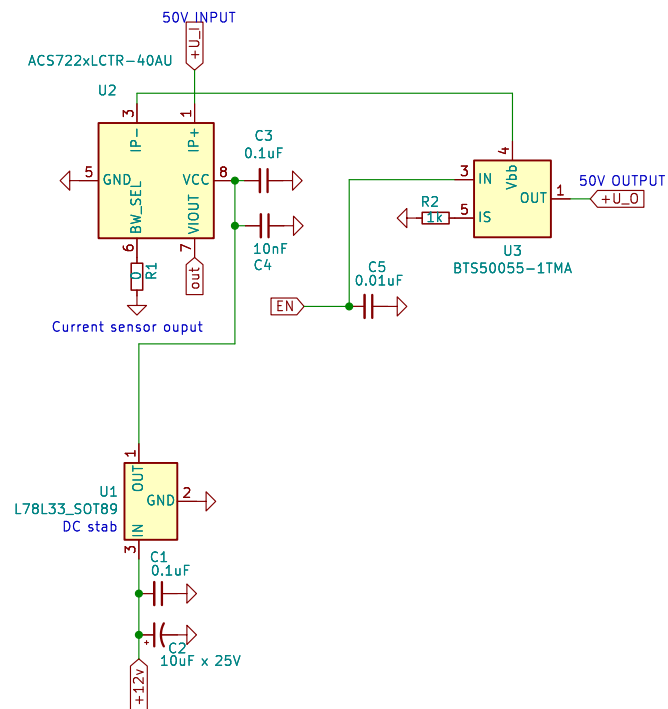 50V INPUT
+U_I
ACS722xLCTR-40AU
U2
3
1
IP-
IP+
C3
0.1uF
5
GND
VCC
8
BW_SEL
VIOUT
10nF
C4
6
7
0
R1
out
Current sensor ouput
4
Vbb
3
IN
50V OUTPUT
OUT
1
+U_O
R2
1k
5
IS
U3
BTS50055-1TMA
C5
0.01uF
EN
1
OUT
U1
GND
2
L78L33_SOT89
DC stab
IN
3
C1
0.1uF
+
C2
10uF x 25V
+12v